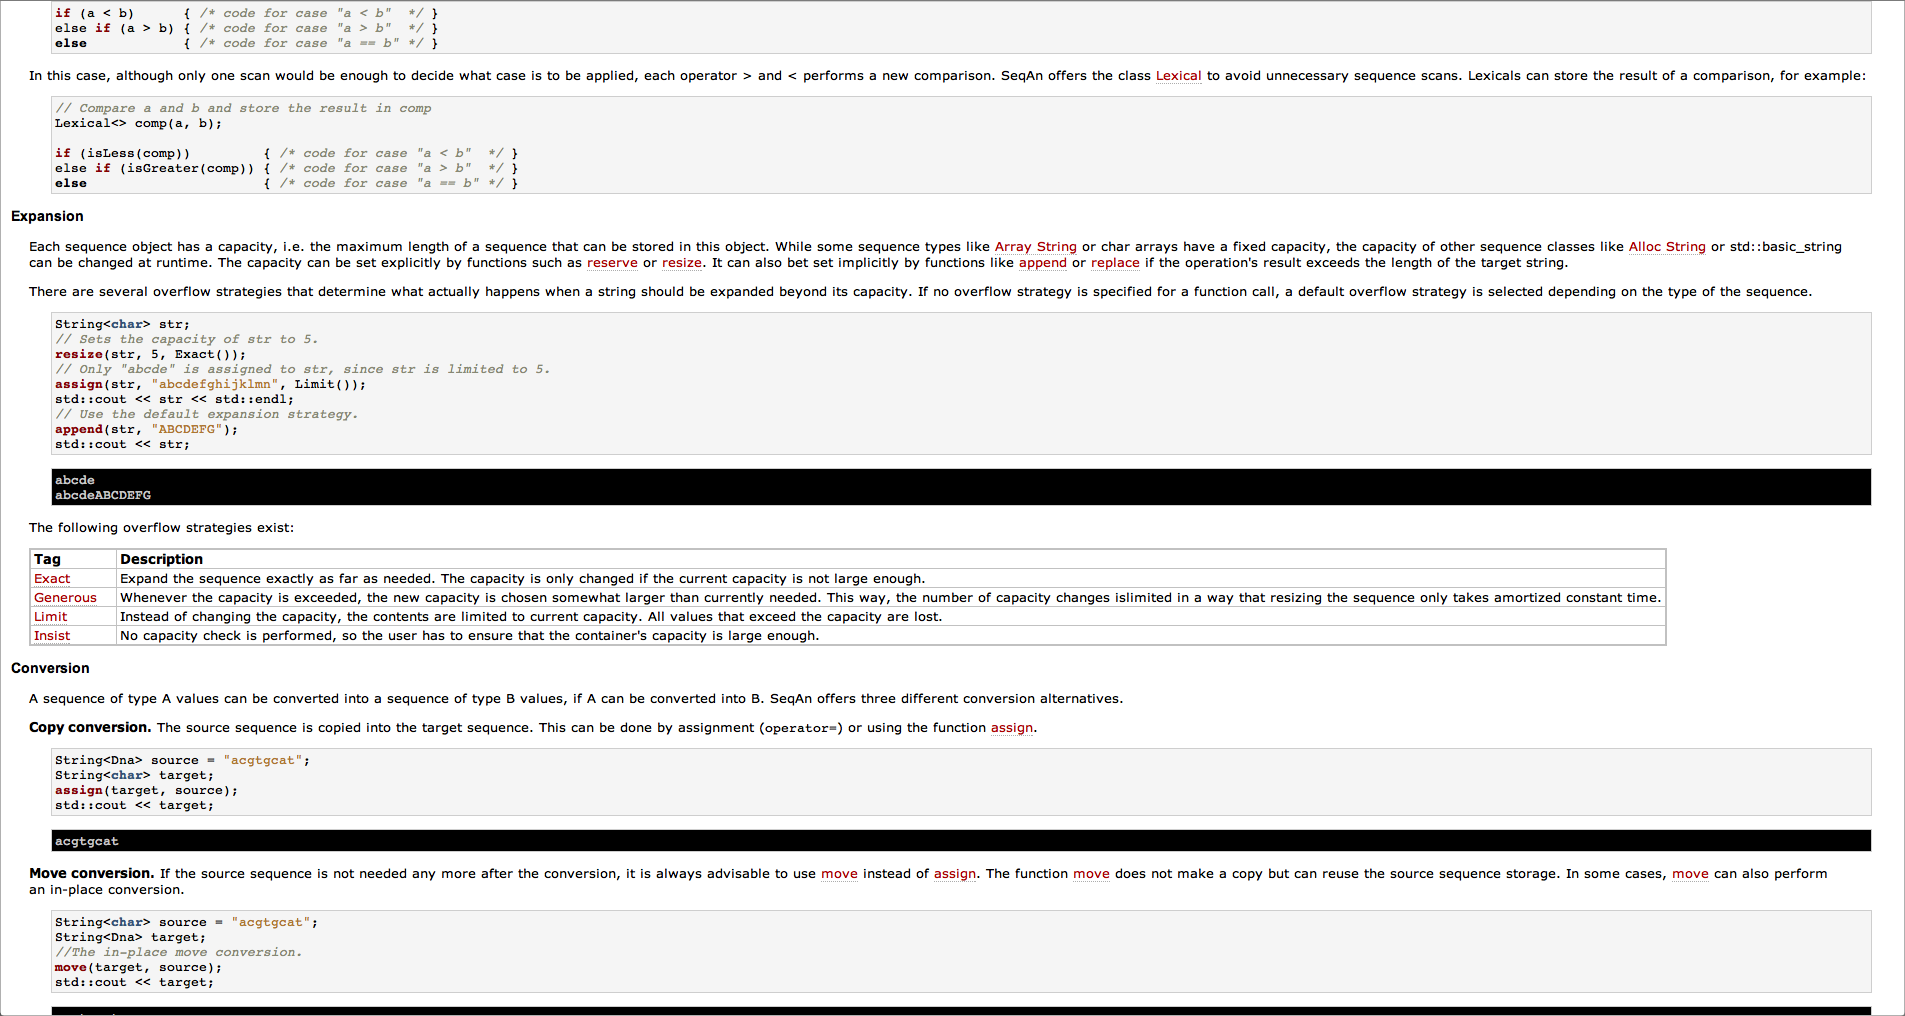 if (a < b)      { /* code for case "a < b"  */ }
else if (a > b) { /* code for case "a > b"  */ }
else            { /* code for case "a == b" */ }
In this case, although only one scan would be enough to decide what case is to be applied, each operator > and < performs a new comparison. SeqAn offers the class Lexical to avoid unnecessary sequence scans. Lexicals can store the result of a comparison, for example:
// Compare a and b and store the result in comp
Lexical<> comp(a, b);
if (isLess(comp))         { /* code for case "a < b"  */ }
else if (isGreater(comp)) { /* code for case "a > b"  */ }
else                      { /* code for case "a == b" */ }
Expansion
Each sequence object has a capacity, i.e. the maximum length of a sequence that can be stored in this object. While some sequence types like Array String or char arrays have a fixed capacity, the capacity of other sequence classes like Alloc String or std::basic_string
can be changed at runtime. The capacity can be set explicitly by functions such as reserve or resize. It can also bet set implicitly by functions like append or replace if the operation's result exceeds the length of the target string.
There are several overflow strategies that determine what actually happens when a string should be expanded beyond its capacity. If no overflow strategy is specified for a function call, a default overflow strategy is selected depending on the type of the sequence.
String<char> str;
// Sets the capacity of str to 5.
resize(str, 5, Exact());
// Only "abcde" is assigned to str, since str is limited to 5.
assign(str, "abcdefghijklmn", Limit());
std::cout << str << std::endl;
// Use the default expansion strategy.
append(str, "ABCDEFG");
std::cout << str;
abcde
abcdeABCDEFG
The following overflow strategies exist:
Tag Description
Exact Expand the sequence exactly as far as needed. The capacity is only changed if the current capacity is not large enough.
Generous Whenever the capacity is exceeded, the new capacity is chosen somewhat larger than currently needed. This way, the number of capacity changes islimited in a way that resizing the sequence only takes amortized constant time.
Limit Instead of changing the capacity, the contents are limited to current capacity. All values that exceed the capacity are lost.
Insist No capacity check is performed, so the user has to ensure that the container's capacity is large enough.
Conversion
A sequence of type A values can be converted into a sequence of type B values, if A can be converted into B. SeqAn offers three different conversion alternatives.
Copy conversion. The source sequence is copied into the target sequence. This can be done by assignment (operator=) or using the function assign.
String<Dna> source = "acgtgcat";
String<char> target;
assign(target, source);
std::cout << target;
acgtgcat
Move conversion. If the source sequence is not needed any more after the conversion, it is always advisable to use move instead of assign. The function move does not make a copy but can reuse the source sequence storage. In some cases, move can also perform
an in-place conversion.
String<char> source = "acgtgcat";
String<Dna> target;
//The in-place move conversion.
move(target, source);
std::cout << target;